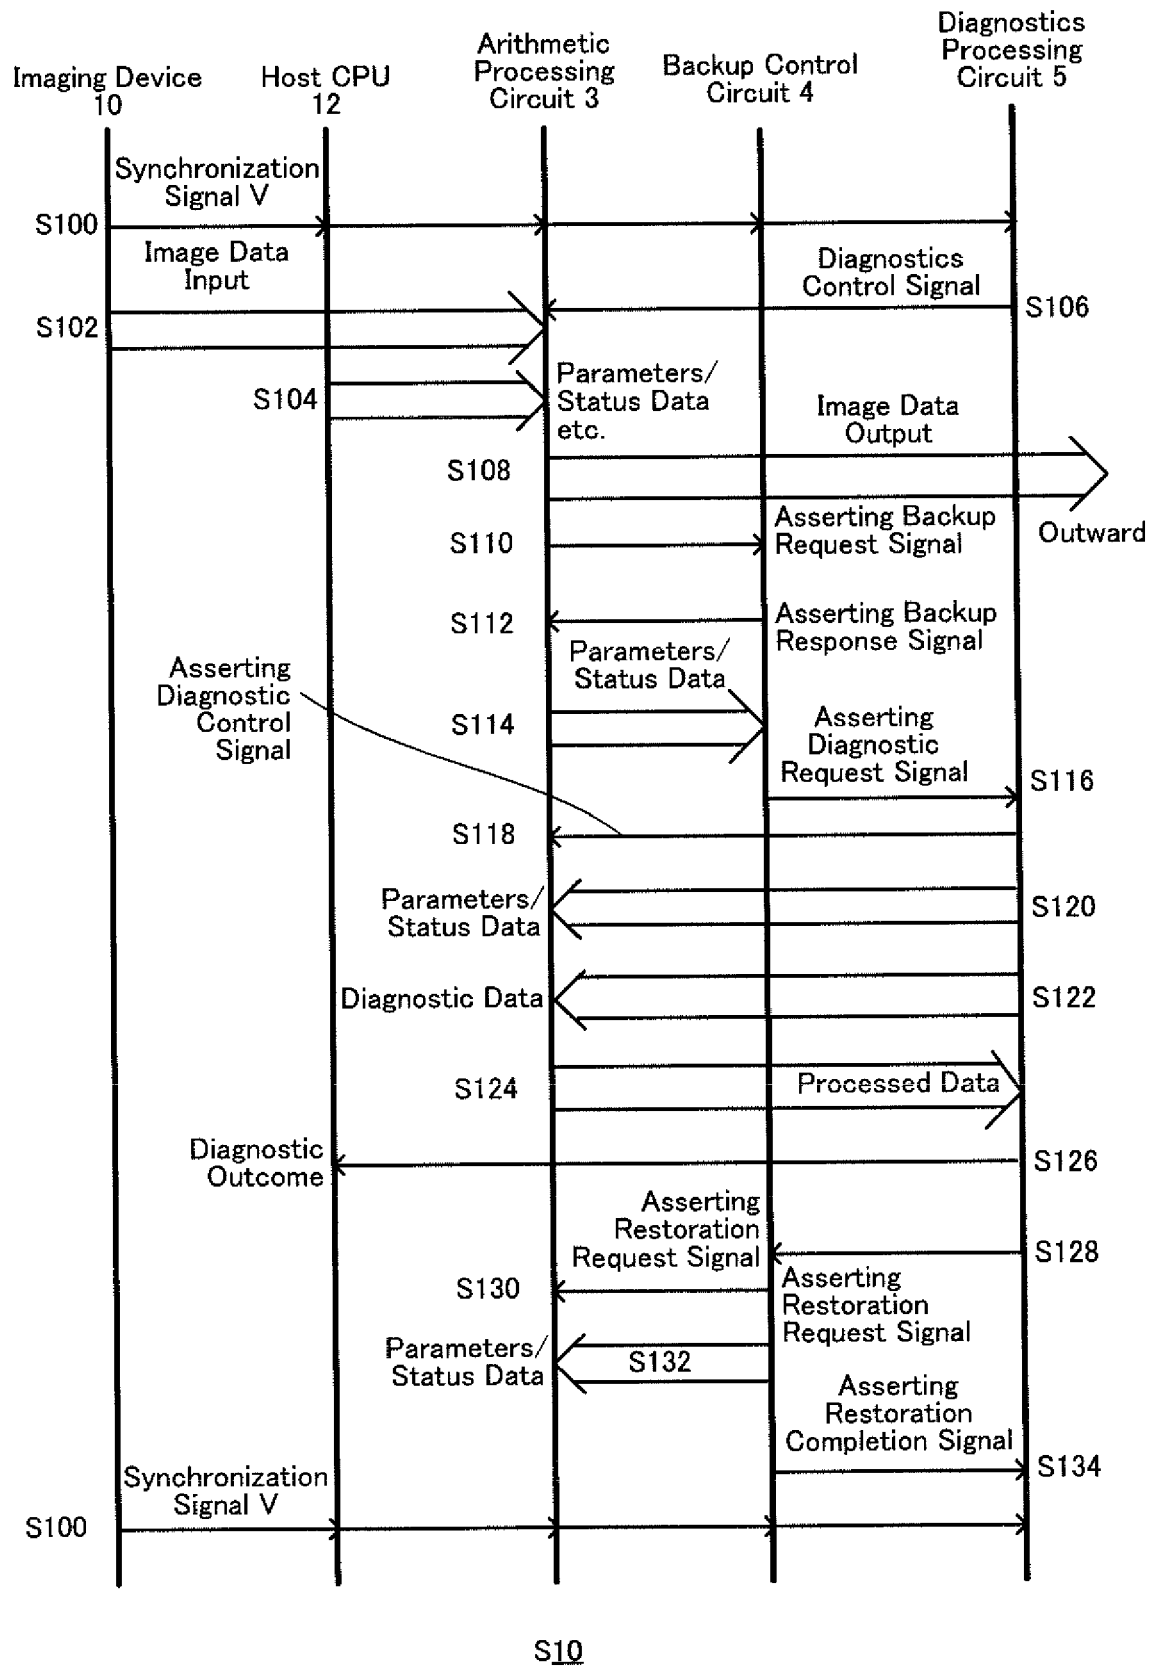 Imaging Device
10
Host CPU
12
Arithmetic
Processing
Circuit 3
Backup Control
Circuit 4
Diagnostics
Processing
Circuit 5
Synchronization
Signal V
S100
Image Data
Input
Diagnostics
Control Signal
S102
S106
S104
Parameters/
Status Data
etc.
Image Data
Output
S108
Outward
S110
Asserting Backup
Request Signal
S112
Asserting Backup
Response Signal
Parameters/
Status Data
Asserting
Diagnostic
Control
Signal
S114
Asserting
Diagnostic
Request Signal
S116
S118
Parameters/
Status Data
S120
Diagnostic Data
S122
S124
Processed Data
Diagnostic
Outcome
S126
Asserting
Restoration
Request Signal
S128
S130
Asserting
Restoration
Request Signal
Parameters/
Status Data
S132
Asserting
Restoration
Completion Signal
S134
Synchronization
Signal V
S100
S10